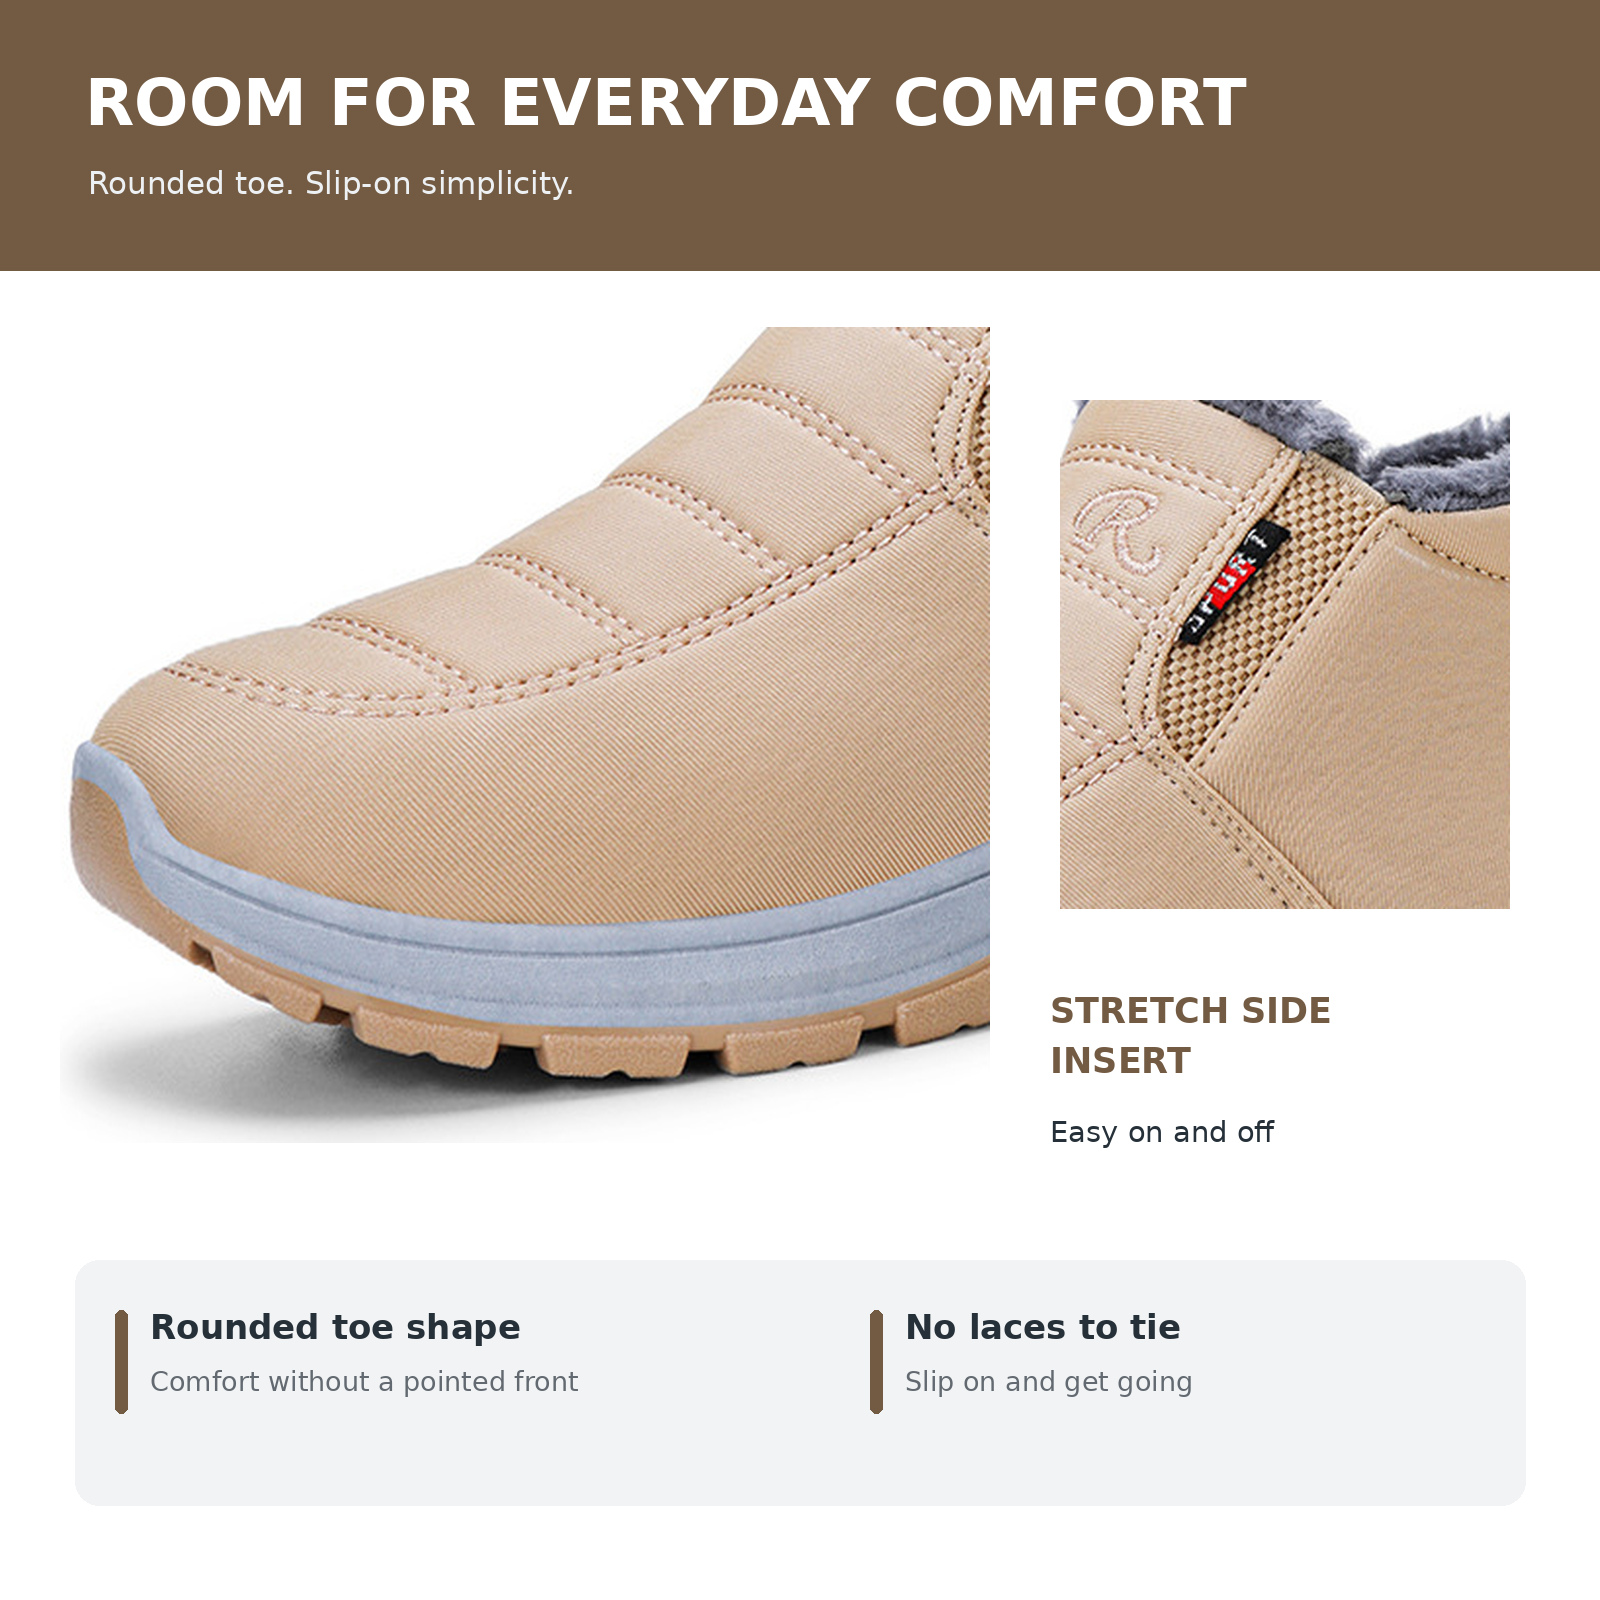 ROOM FOR EVERYDAY COMFORT
Rounded toe. Slip-on simplicity.
R
SPORT
STRETCH SIDE
INSERT
Easy on and off
Rounded toe shape
Comfort without a pointed front
No laces to tie
Slip on and get going